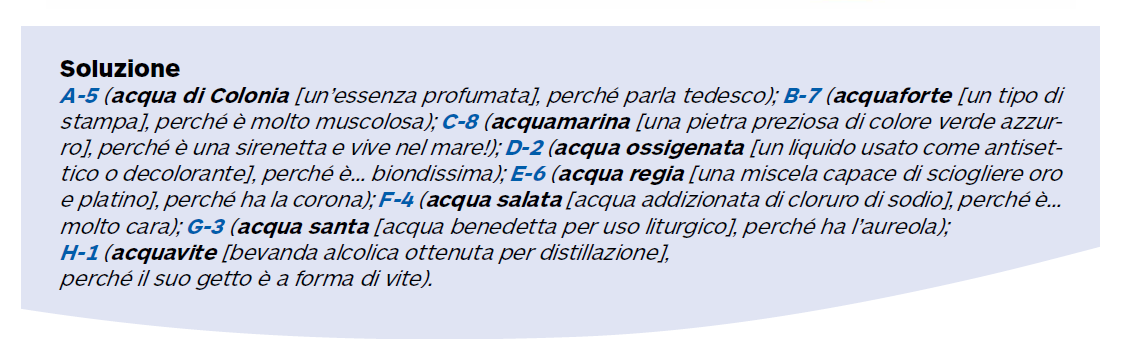 Soluzione
A-5 (acqua di Colonia [un’essenza profumata], perché parla tedesco); B-7 (acquaforte [un tipo di
stampa], perché è molto muscolosa); C-8 (acquamarina [una pietra preziosa di colore verde azzur-
ro], perché è una sirenetta e vive nel mare!); D-2 (acqua ossigenata [un liquido usato come antiset-
tico o decolorante], perché è... biondissima); E-6 (acqua regia [una miscela capace di sciogliere oro
e platino], perché ha la corona); F-4 (acqua salata [acqua addizionata di cloruro di sodio], perché è...
molto cara); G-3 (acqua santa [acqua benedetta per uso liturgico], perché ha l’aureola);
H-1 (acquavite [bevanda alcolica ottenuta per distillazione],
perché il suo getto è a forma di vite).